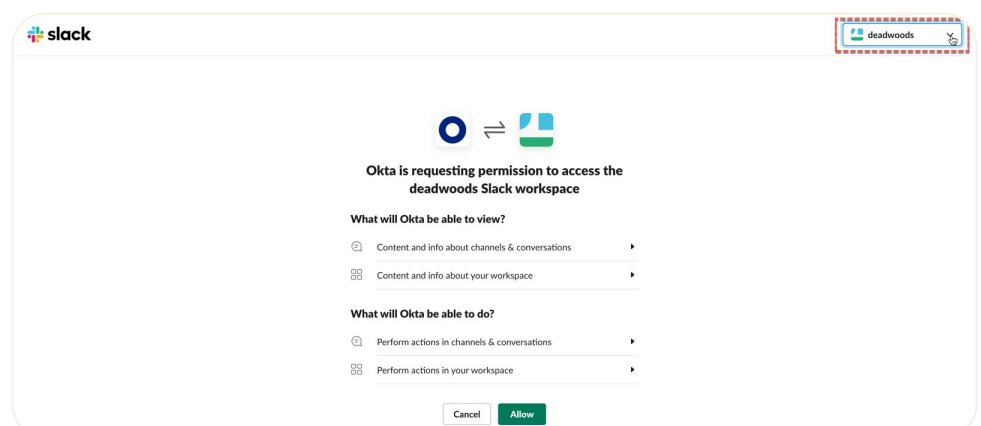 slack
deadwoods
Okta is requesting permission to access the
deadwoods Slack workspace
What will Okta be able to view?
Content and info about channels & conversations
Content and info about your workspace
What will Okta be able to do?
Perform actions in channels & conversations
Perform actions in your workspace
Cancel
Allow